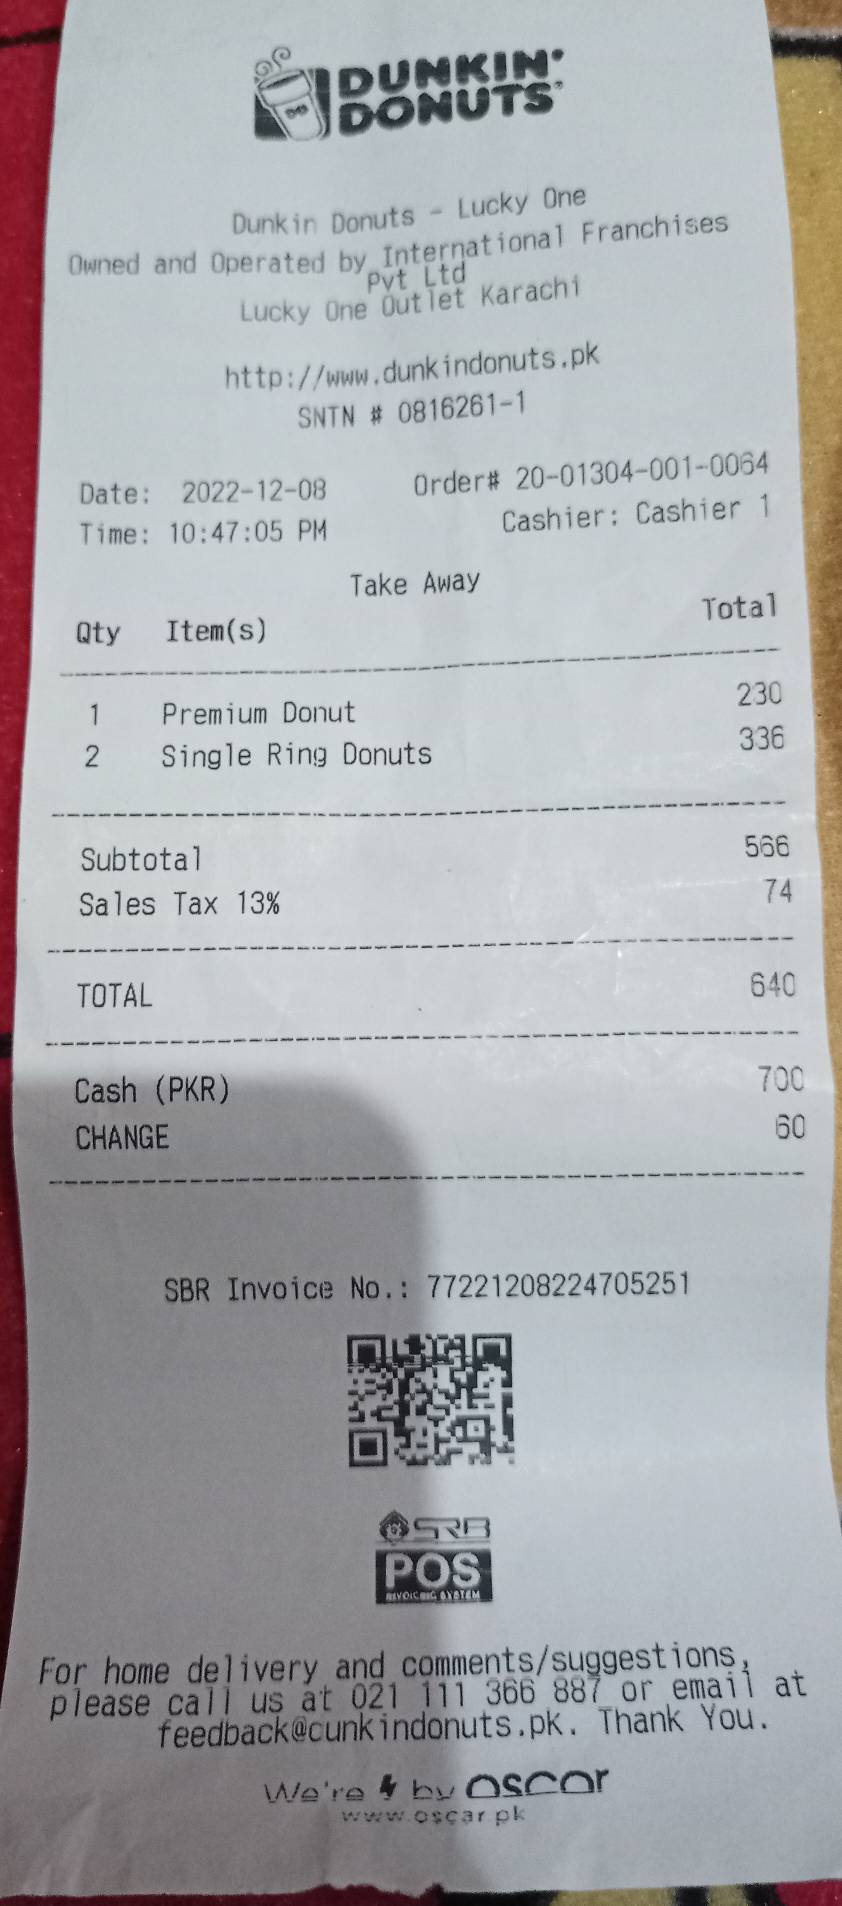 DUNKIN'
DONUTS
Dunkin Donuts - Lucky One
Owned and Operated by International Franchises
Pvt Ltd
Lucky One Outlet Karachi
http://www.dunkindonuts.pk
SNTN # 0816261-1
Date: 2022-12-08 Order# 20-01304-001-0064
Time: 10:47:05 PM Cashier: Cashier 1
Take Away
Qty Item(s) Total
1 Premium Donut 230
2 Single Ring Donuts 336
Subtotal 566
Sales Tax 13% 74
TOTAL 640
Cash (PKR) 700
CHANGE 60
SBR Invoice No.: 77221208224705251
SRB
POS
INVOICING SYSTEM
For home delivery and comments/suggestions,
please call us at 021 111 366 887 or email at
feedback@cunkindonuts.pk. Thank You.
We're by oscar
www.oscar.pk